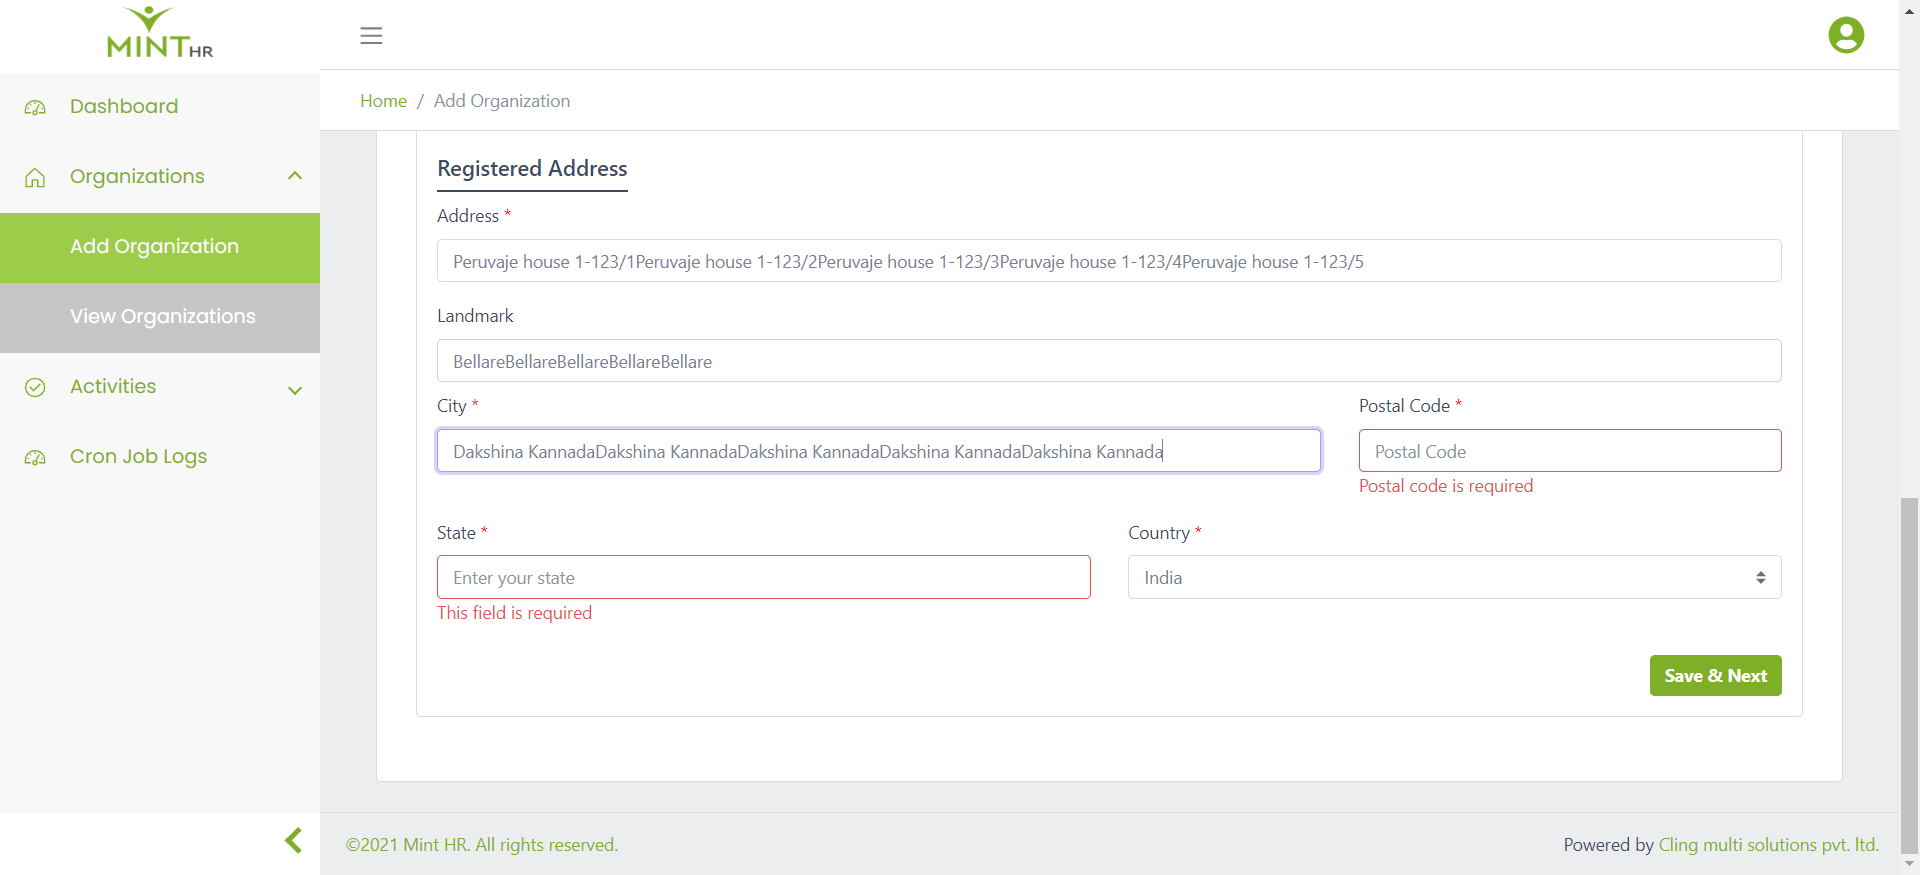 MINT HR
Dashboard
Organizations
Add Organization
View Organizations
Activities
Cron Job Logs
Home / Add Organization
Registered Address
Address *
Peruvaje house 1-123/1Peruvaje house 1-123/2Peruvaje house 1-123/3Peruvaje house 1-123/4Peruvaje house 1-123/5
Landmark
BellareBellareBellareBellareBellare
City *
Dakshina KannadaDakshina KannadaDakshina KannadaDakshina KannadaDakshina Kannada
Postal Code *
Postal Code
Postal code is required
State *
Enter your state
This field is required
Country *
India
Save & Next
©2021 Mint HR. All rights reserved.
Powered by Cling multi solutions pvt. ltd.